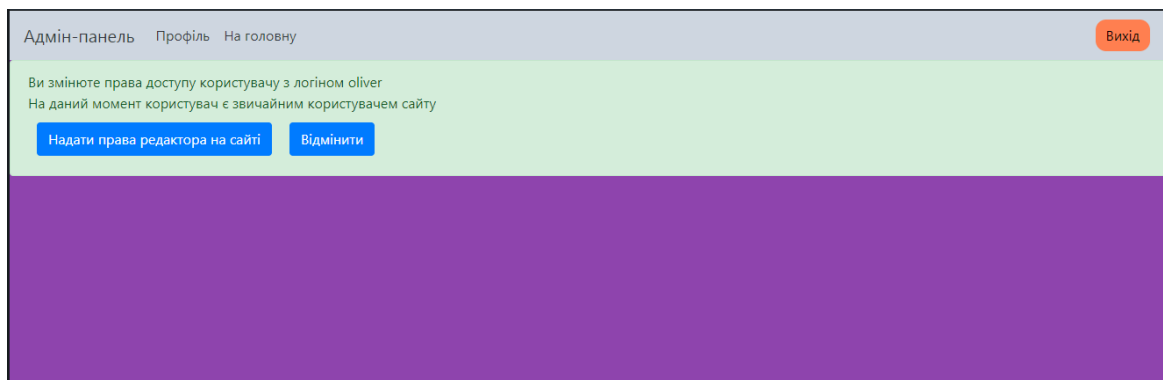 Адмін-панель Профіль На головну Вихід
Ви змінюте права доступу користувачу з логіном oliver
На даний момент користувач є звичайним користувачем сайту
Надати права редактора на сайті Відмінити